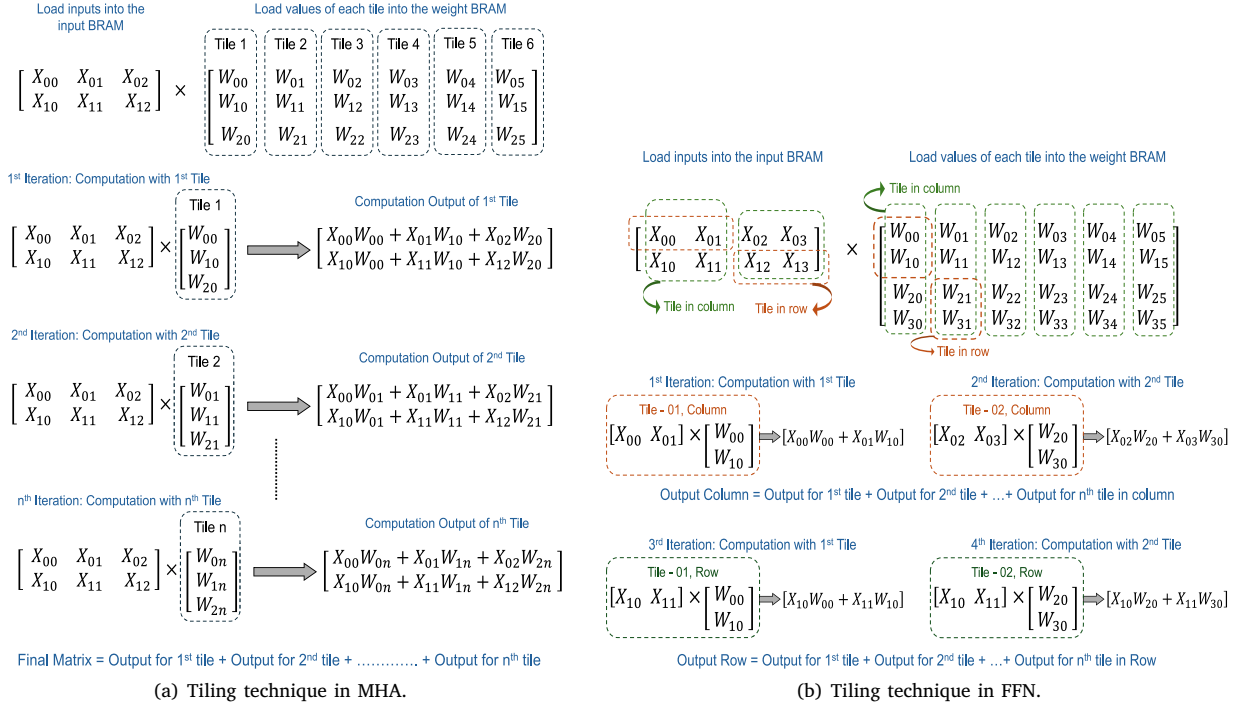 Load inputs into the
input BRAM
Load values of each tile into the weight BRAM
Tile 1 Tile 2 Tile 3 Tile 4 Tile 5 Tile 6
[ X₀₀ X₀₁ X₀₂ ] × [ W₀₀ W₀₁ W₀₂ W₀₃ W₀₄ W₀₅ ]
[ X₁₀ X₁₁ X₁₂ ] [ W₁₀ W₁₁ W₁₂ W₁₃ W₁₄ W₁₅ ]
[ W₂₀ W₂₁ W₂₂ W₂₃ W₂₄ W₂₅ ]
1st Iteration: Computation with 1st Tile
Tile 1
Computation Output of 1st Tile
[ X₀₀ X₀₁ X₀₂ ] × [ W₀₀ ] [ X₀₀W₀₀ + X₀₁W₁₀ + X₀₂W₂₀ ]
[ X₁₀ X₁₁ X₁₂ ] [ W₁₀ ] [ X₁₀W₀₀ + X₁₁W₁₀ + X₁₂W₂₀ ]
[ W₂₀ ]
2nd Iteration: Computation with 2nd Tile
Tile 2
Computation Output of 2nd Tile
[ X₀₀ X₀₁ X₀₂ ] × [ W₀₁ ] [ X₀₀W₀₁ + X₀₁W₁₁ + X₀₂W₂₁ ]
[ X₁₀ X₁₁ X₁₂ ] [ W₁₁ ] [ X₁₀W₀₁ + X₁₁W₁₁ + X₁₂W₂₁ ]
[ W₂₁ ]
nth Iteration: Computation with nth Tile
Tile n
Computation Output of nth Tile
[ X₀₀ X₀₁ X₀₂ ] × [ W₀ₙ ] [ X₀₀W₀ₙ + X₀₁W₁ₙ + X₀₂W₂ₙ ]
[ X₁₀ X₁₁ X₁₂ ] [ W₁ₙ ] [ X₁₀W₀ₙ + X₁₁W₁ₙ + X₁₂W₂ₙ ]
[ W₂ₙ ]
Final Matrix = Output for 1st tile + Output for 2nd tile + ............. + Output for nth tile
(a) Tiling technique in MHA.
Load inputs into the input BRAM
Load values of each tile into the weight BRAM
Tile in column
[ X₀₀ X₀₁ X₀₂ X₀₃ ] × [ W₀₀ W₀₁ W₀₂ W₀₃ W₀₄ W₀₅ ]
[ X₁₀ X₁₁ X₁₂ X₁₃ ] [ W₁₀ W₁₁ W₁₂ W₁₃ W₁₄ W₁₅ ]
[ W₂₀ W₂₁ W₂₂ W₂₃ W₂₄ W₂₅ ]
[ W₃₀ W₃₁ W₃₂ W₃₃ W₃₄ W₃₅ ]
Tile in column
Tile in row
Tile in row
1st Iteration: Computation with 1st Tile
Tile - 01, Column
[X₀₀ X₀₁] × [ W₀₀ ] [X₀₀W₀₀ + X₀₁W₁₀]
[ W₁₀ ]
2nd Iteration: Computation with 2nd Tile
Tile - 02, Column
[X₀₂ X₀₃] × [ W₂₀ ] [X₀₂W₂₀ + X₀₃W₃₀]
[ W₃₀ ]
Output Column = Output for 1st tile + Output for 2nd tile + ...+ Output for nth tile in column
3rd Iteration: Computation with 1st Tile
Tile - 01, Row
[X₁₀ X₁₁] × [ W₀₀ ] [X₁₀W₀₀ + X₁₁W₁₀]
[ W₁₀ ]
4th Iteration: Computation with 2nd Tile
Tile - 02, Row
[X₁₀ X₁₁] × [ W₂₀ ] [X₁₀W₂₀ + X₁₁W₃₀]
[ W₃₀ ]
Output Row = Output for 1st tile + Output for 2nd tile + ...+ Output for nth tile in Row
(b) Tiling technique in FFN.